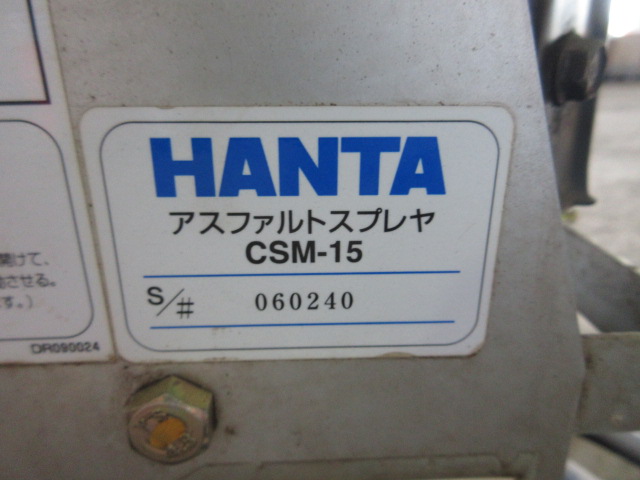 HANTA
アスファルトスプレヤ
CSM-15
S/# 060240
開けて、
させる。
す。)
DR090024